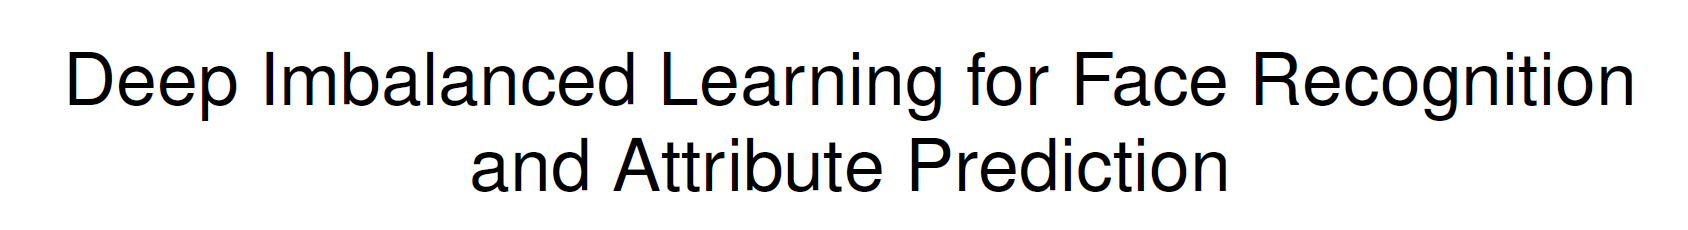 Deep Imbalanced Learning for Face Recognition
and Attribute Prediction